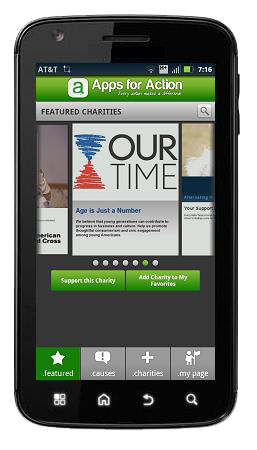 AT&T 7:16
a Apps for Action
Every action makes a difference
FEATURED CHARITIES
OUR
TIME
Age is Just a Number
We believe that young generations can contribute to
progress in business and culture. Help us promote
thoughtful consumerism and civic engagement
among young Americans.
merican
d Cross
Your Support
Support this Charity
Add Charity to My
Favorites
.featured .causes .charities .my page